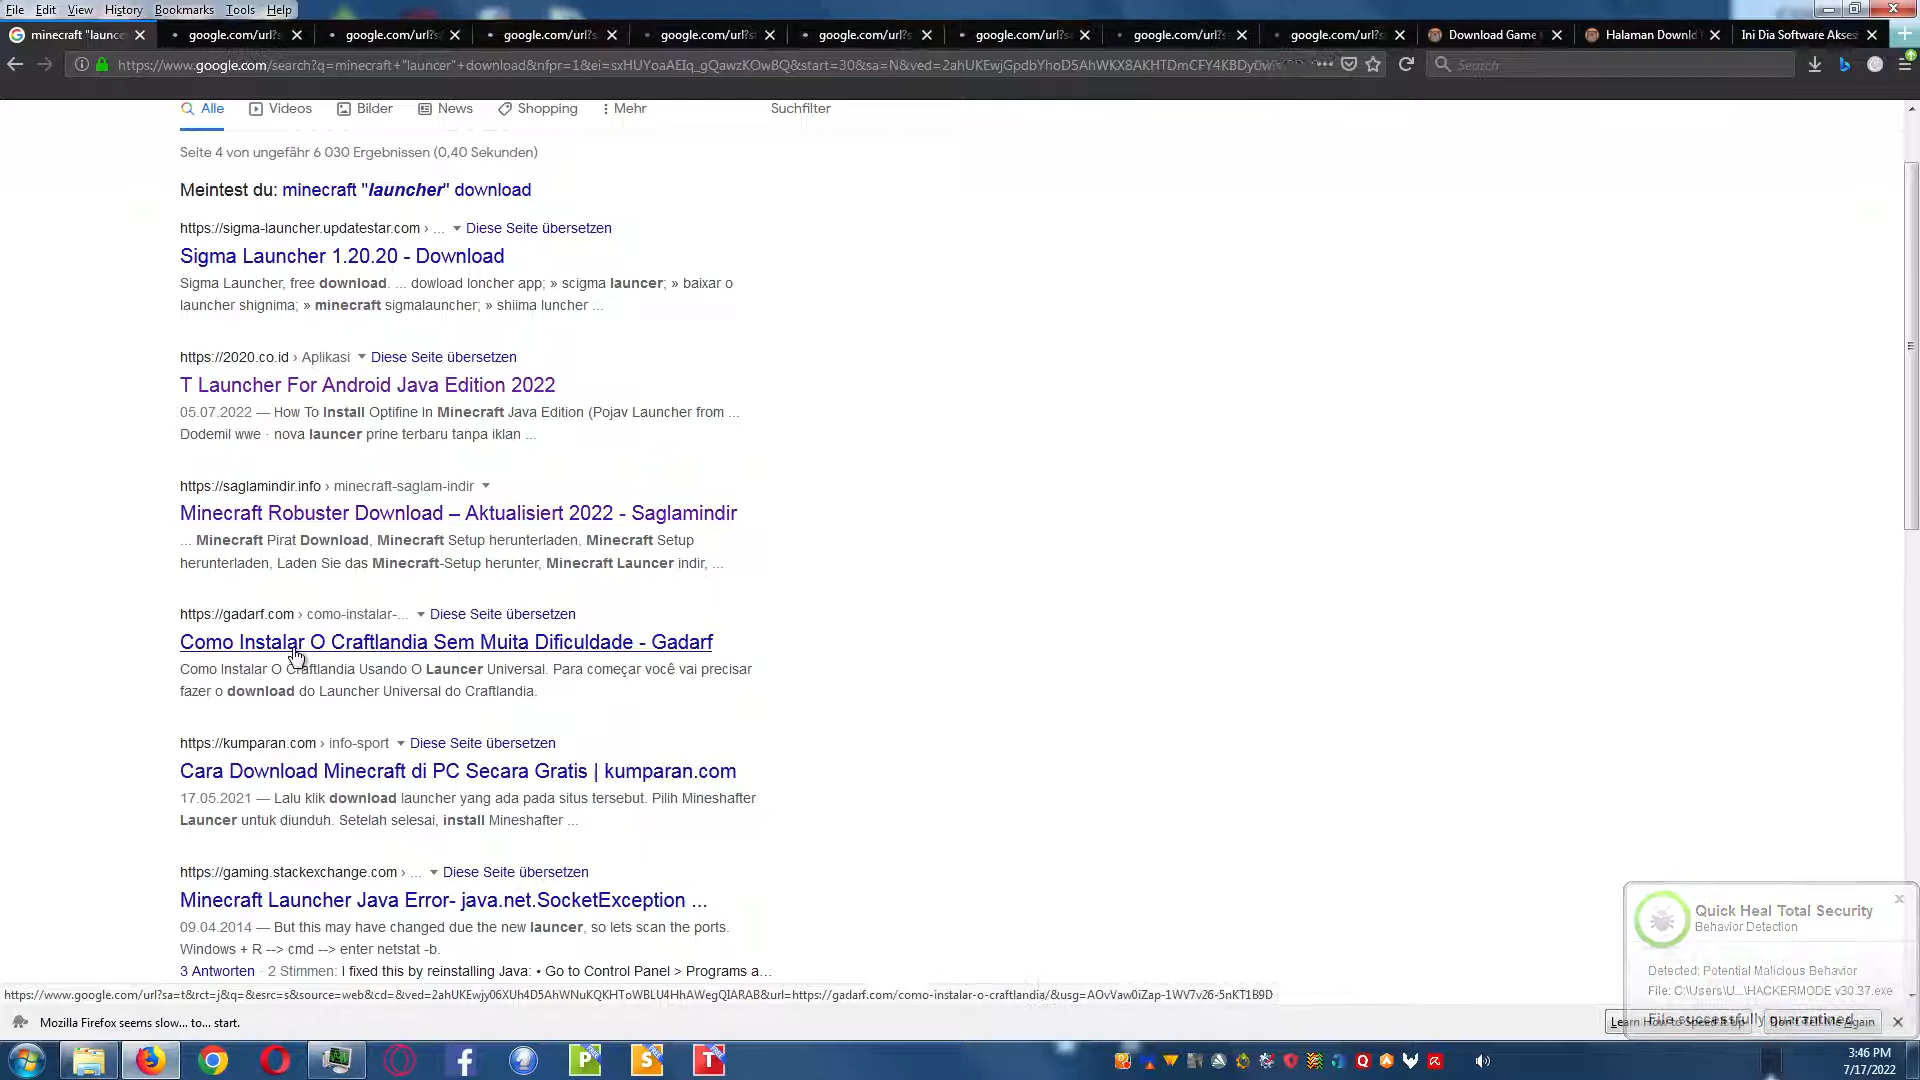 File Edit View History Bookmarks Tools Help
minecraft "launce google.com/url?s google.com/url?s google.com/url?s google.com/url?s google.com/url?s google.com/url?s google.com/url?s google.com/url?s Download Game Halaman Downl Ini Dia Software Akses
https://www.google.com/search?q=minecraft+"launcer"+download&nfpr=1&ei=sxHUYoaAEIq_gQawzKOwBQ&start=30&sa=N&ved=2ahUKEwjGpdbYhoD5AhWKX8AKHTDmCFY4KBDy0 Search
Alle Videos Bilder News Shopping Mehr Suchfilter
Seite 4 von ungefähr 6 030 Ergebnissen (0,40 Sekunden)
Meintest du: minecraft "launcher" download
https://sigma-launcher.updatestar.com › ... Diese Seite übersetzen
Sigma Launcher 1.20.20 - Download
Sigma Launcher, free download. ... dowload loncher app; » scigma launcer; » baixar o
launcher shignima; » minecraft sigmalauncher; » shiima luncher ...
https://2020.co.id › Aplikasi Diese Seite übersetzen
T Launcher For Android Java Edition 2022
05.07.2022 — How To Install Optifine In Minecraft Java Edition (Pojav Launcher from ...
Dodemil wwe · nova launcer prine terbaru tanpa iklan ...
https://saglamindir.info › minecraft-saglam-indir
Minecraft Robuster Download – Aktualisiert 2022 - Saglamindir
... Minecraft Pirat Download, Minecraft Setup herunterladen, Minecraft Setup
herunterladen, Laden Sie das Minecraft-Setup herunter, Minecraft Launcer indir, ...
https://gadarf.com › como-instalar-... Diese Seite übersetzen
Como Instalar O Craftlandia Sem Muita Dificuldade - Gadarf
Como Instalar O Craftlandia Usando O Launcer Universal. Para começar você vai precisar
fazer o download do Launcher Universal do Craftlandia.
https://kumparan.com › info-sport Diese Seite übersetzen
Cara Download Minecraft di PC Secara Gratis | kumparan.com
17.05.2021 — Lalu klik download launcher yang ada pada situs tersebut. Pilih Mineshafter
Launcer untuk diunduh. Setelah selesai, install Mineshafter ...
https://gaming.stackexchange.com › ... Diese Seite übersetzen
Minecraft Launcher Java Error- java.net.SocketException ...
09.04.2014 — But this may have changed due the new launcer, so lets scan the ports.
Windows + R --> cmd --> enter netstat -b.
3 Antworten · 2 Stimmen: I fixed this by reinstalling Java: • Go to Control Panel > Programs a...
Quick Heal Total Security
Behavior Detection
Detected: Potential Malicious Behavior
File: C:\Users\U...\HACKERMODE v30.37.exe
File successfully quarantined
https://www.google.com/url?sa=t&rct=j&q=&esrc=s&source=web&cd=&ved=2ahUKEwjy06XUh4D5AhWNuKQKHToWBLU4HhAWegQIARAB&url=https://gadarf.com/como-instalar-o-craftlandia/&usg=AOvVaw0iZap-1WV7v26-5nKT1B9D
Mozilla Firefox seems slow... to... start. Learn How to Speed It Up Don't Tell Me Again
P S T 3:46 PM
7/17/2022